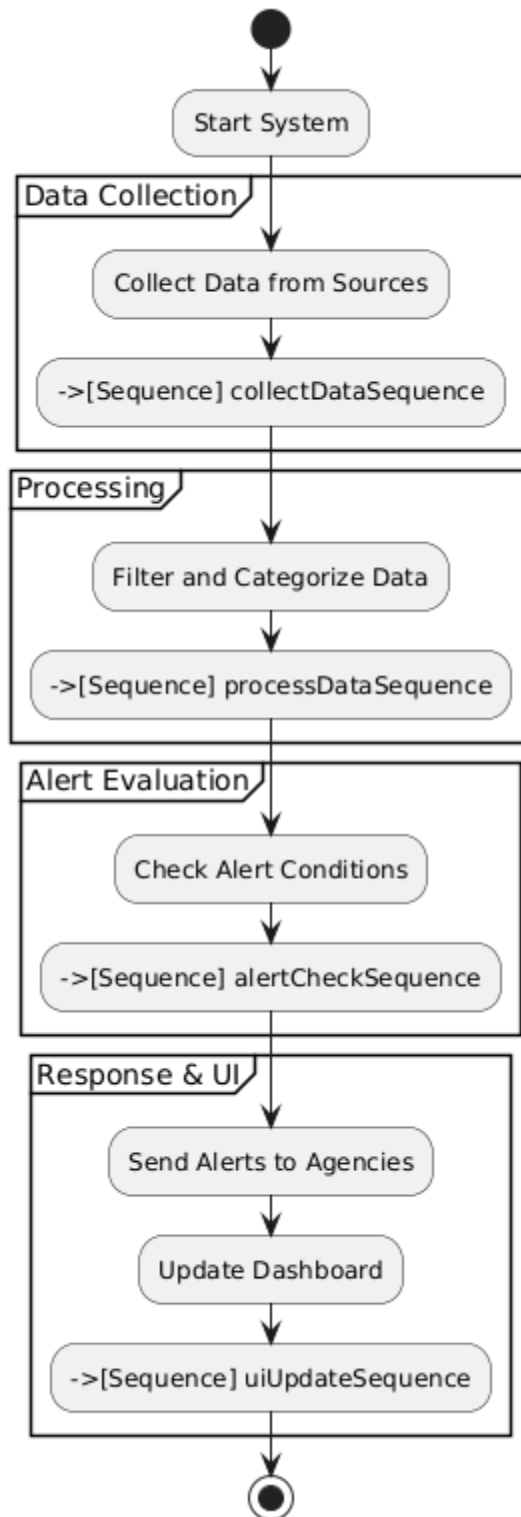 Start System
Data Collection
Collect Data from Sources
->[Sequence] collectDataSequence
Processing
Filter and Categorize Data
->[Sequence] processDataSequence
Alert Evaluation
Check Alert Conditions
->[Sequence] alertCheckSequence
Response & UI
Send Alerts to Agencies
Update Dashboard
->[Sequence] uiUpdateSequence